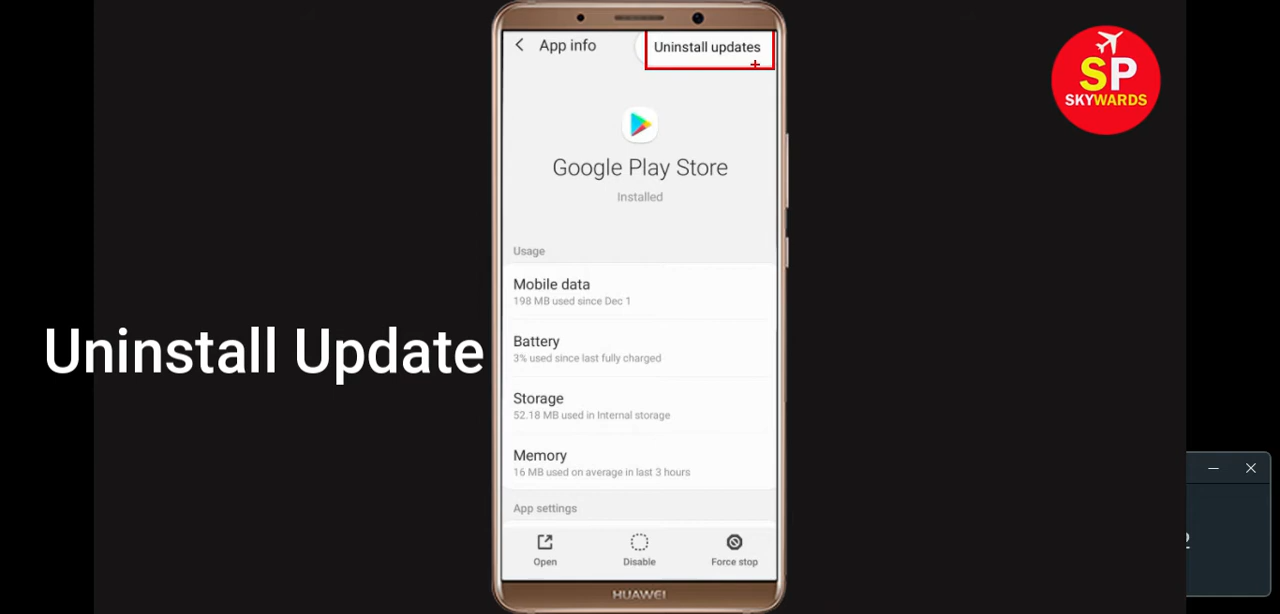 App info
Uninstall updates
SP
SKYWARDS
Google Play Store
Installed
Usage
Mobile data
198 MB used since Dec 1
Uninstall Update
Battery
3% used since last fully charged
Storage
52.18 MB used in Internal storage
Memory
16 MB used on average in last 3 hours
App settings
Open
Disable
Force stop
HUAWEI